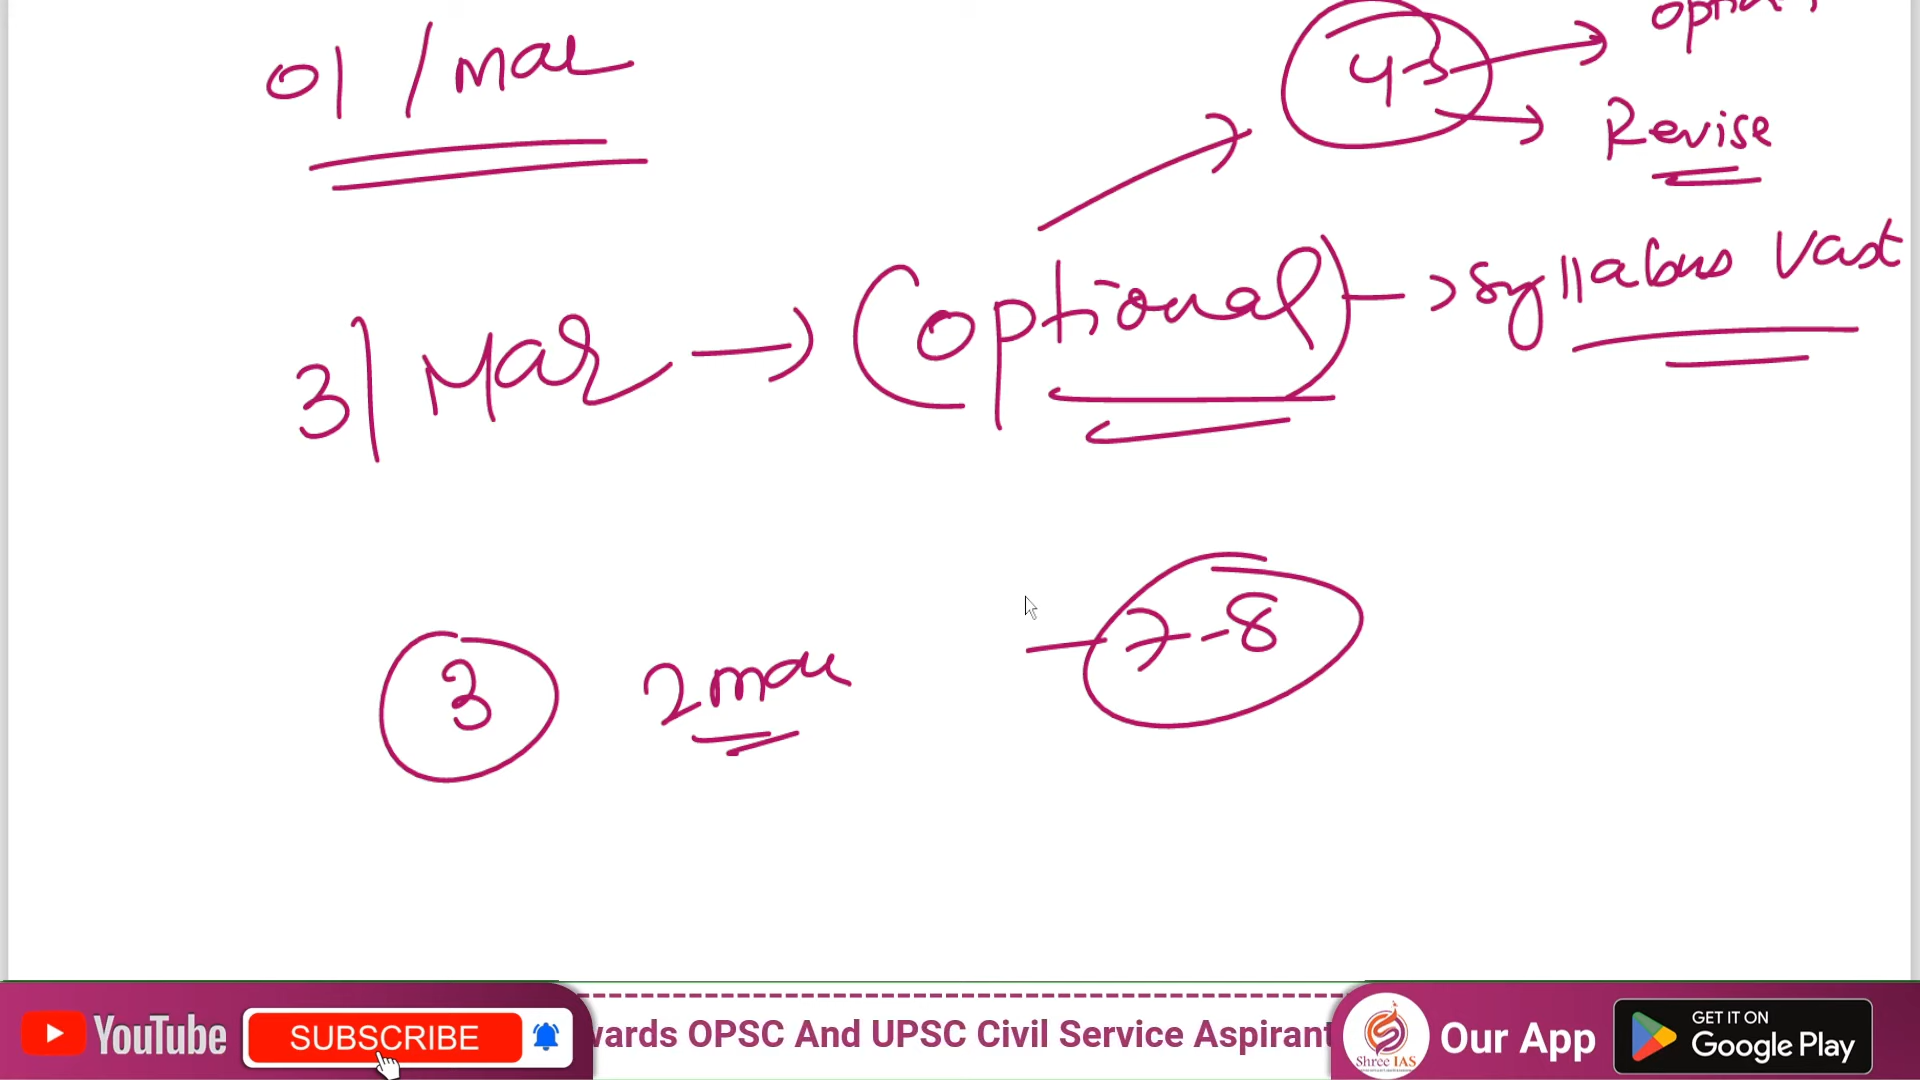 01/mar
43
Revise
31 Mar → (optional) → syllabus vast
3
2 mar
- 7-8
YouTube
SUBSCRIBE
wards OPSC And UPSC Civil Service Aspirant
Shree IAS
Our App
GET IT ON
Google Play